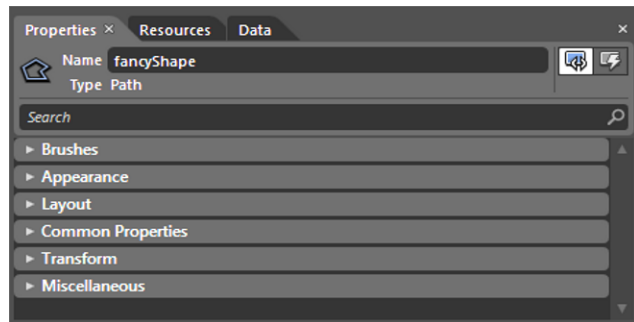 Properties × Resources Data ×
Name fancyShape
Type Path
Search
Brushes
Appearance
Layout
Common Properties
Transform
Miscellaneous